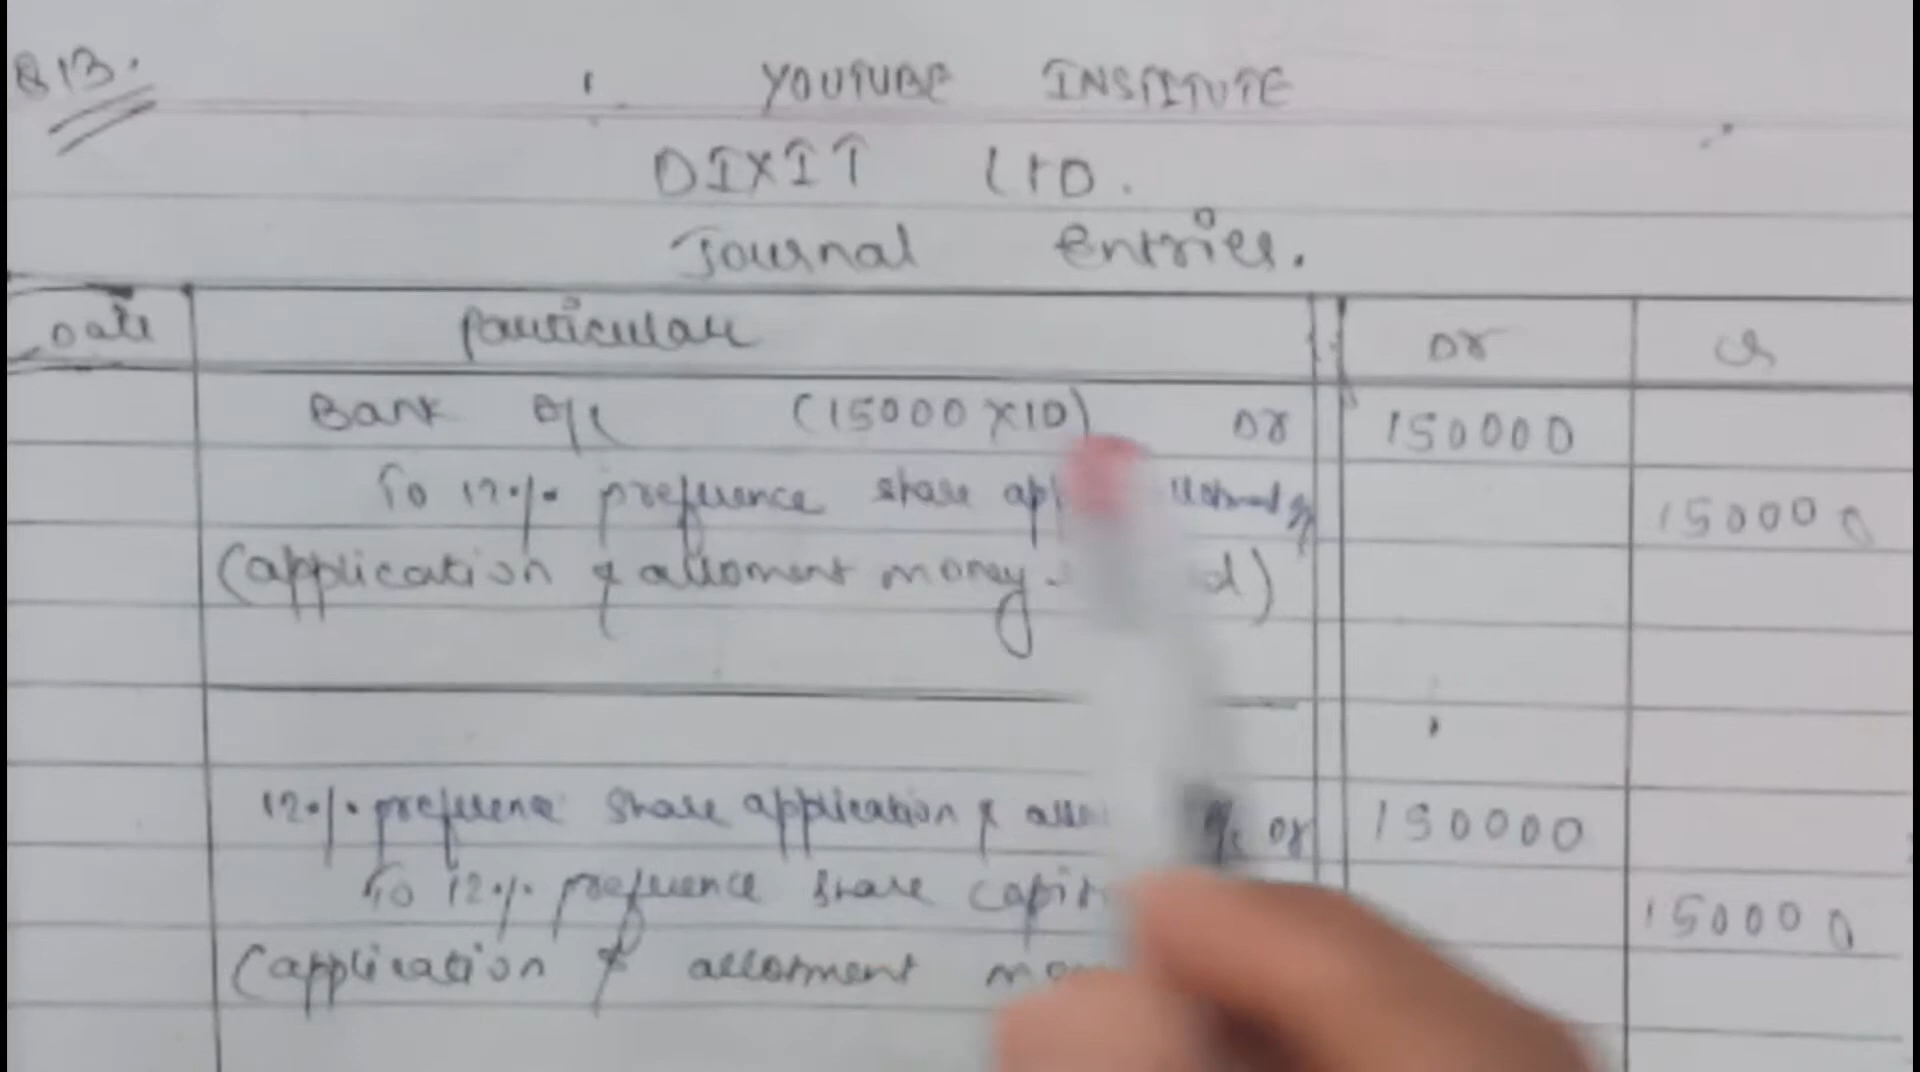 Q13.
YOUTUBE INSTITUTE
DIXIT LTD.
Journal Entries.
Date Particulars Dr Cr
Bank A/c (15000 X10) Dr 150000
To 12% preference share 150000
(application & alloment money
12% preference share application & A/c Dr 150000
To 12% preference share 150000
(application & allotment